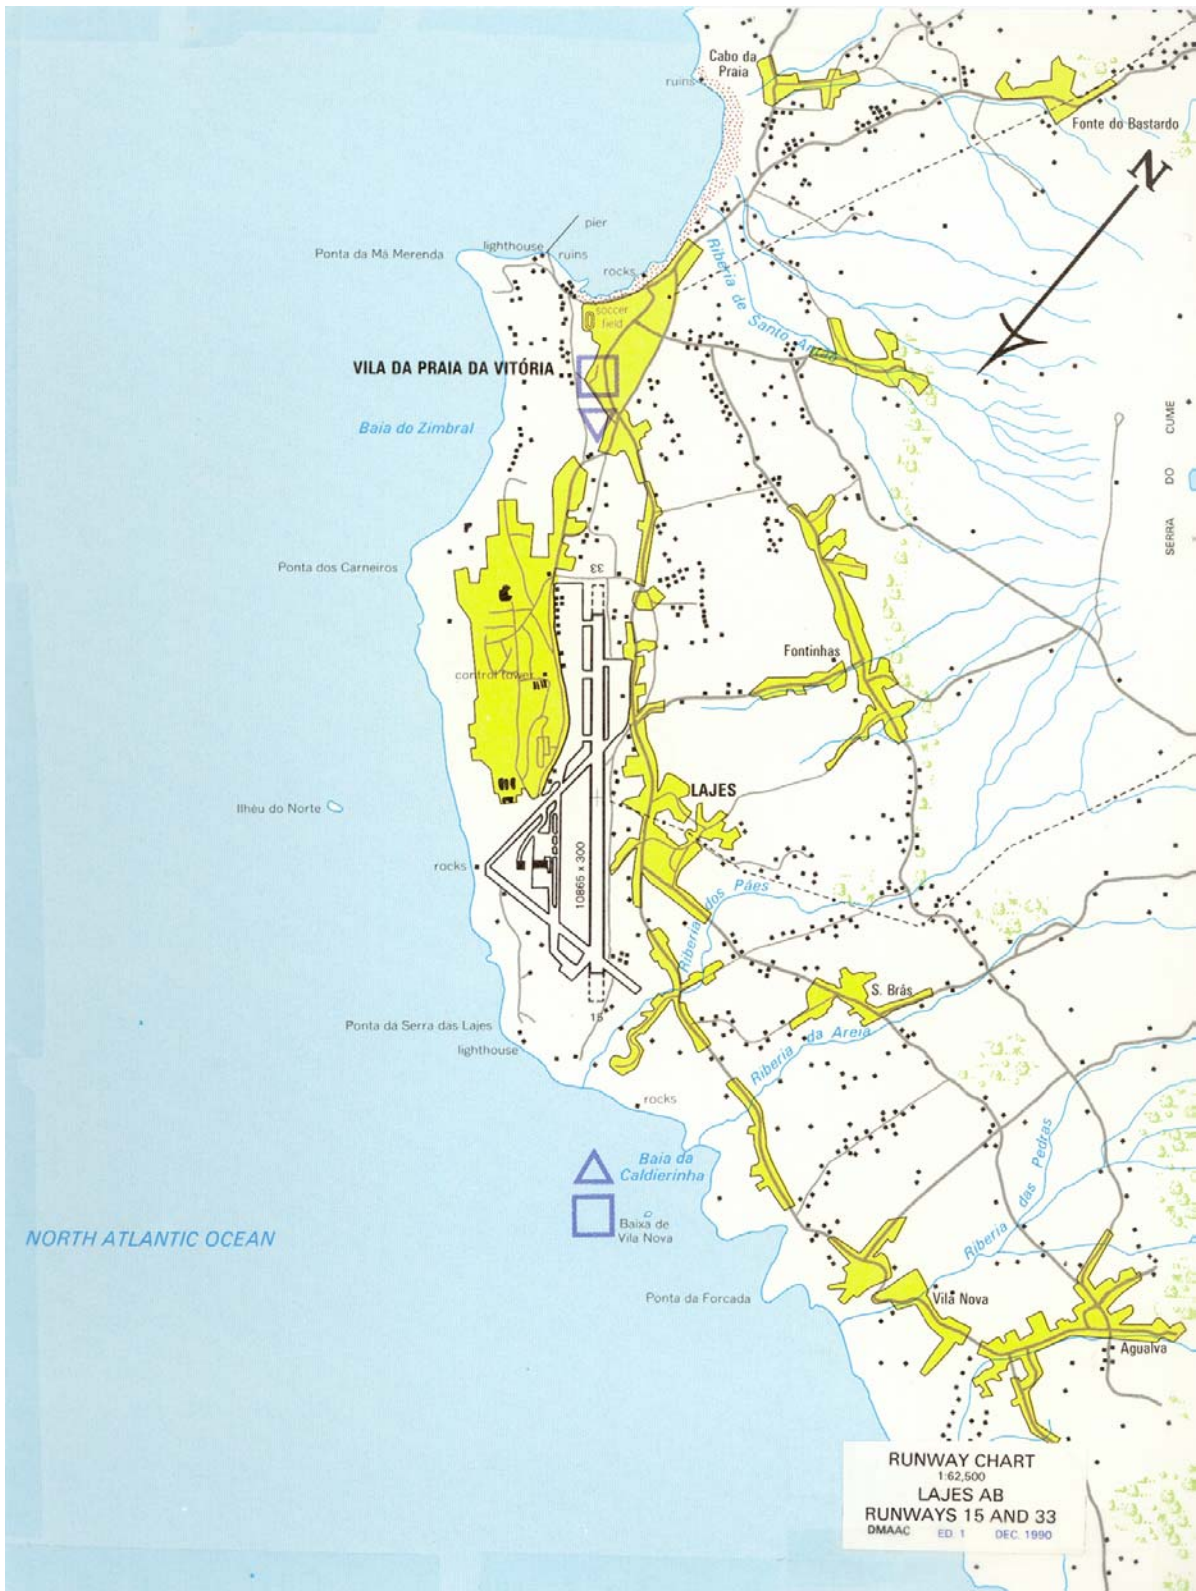 Cabo da
Praia
ruins
Fonte do Bastardo
N
pier
lighthouse
ruins
Ponta da Má Merenda
rocks
Riberia de Santo Antão
soccer
field
VILA DA PRAIA DA VITÓRIA
Baia do Zimbral
SERRA DO CUME
Ponta dos Carneiros
33
Fontinhas
control tower
LAJES
Ilhéu do Norte
rocks
10865 x 300
Riberia dos Pães
S. Brás
15
Ponta da Serra das Lajes
lighthouse
Riberia da Areia
rocks
Riberia das Pedras
Baia da
Caldierinha
Baixa de
Vila Nova
NORTH ATLANTIC OCEAN
Ponta da Forcada
Vila Nova
Agualva
RUNWAY CHART
1:62,500
LAJES AB
RUNWAYS 15 AND 33
DMAAC ED. 1 DEC. 1990